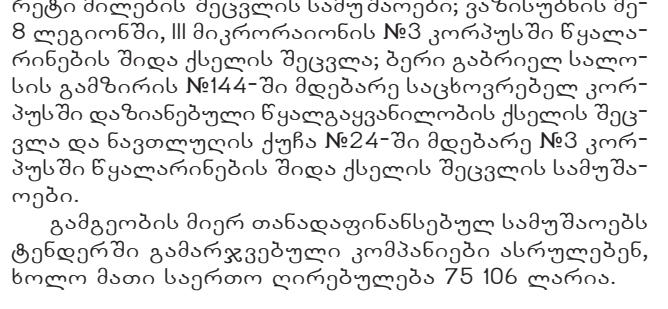 რეტი მილების შეცვლის სამუშაოები; ვაზისუბნის მე-
8 ლეგიონში, III მიკრორაიონის №3 კორპუსში წყალა-
რინების შიდა ქსელის შეცვლა; ბერი გაბრიელ სალო-
სის გამზირის №144-ში მდებარე საცხოვრებელ კორ-
პუსში დაზიანებული წყალგაყვანილობის ქსელის შეც-
ვლა და ნავთლუღის ქუჩა №24-ში მდებარე №3 კორ-
პუსში წყალარინების შიდა ქსელის შეცვლის სამუშა-
ოები.
გამგეობის მიერ თანადაფინანსებულ სამუშაოებს
ტენდერში გამარჯვებული კომპანიები ასრულებენ,
ხოლო მათი საერთო ღირებულება 75 106 ლარია.